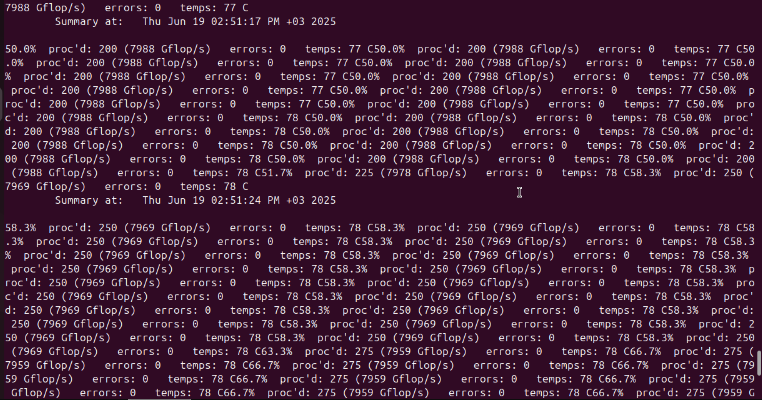 7988 Gflop/s)   errors: 0   temps: 77 C
        Summary at:   Thu Jun 19 02:51:17 PM +03 2025

50.0%  proc'd: 200 (7988 Gflop/s)   errors: 0   temps: 77 C50.0%  proc'd: 200 (7988 Gflop/s)   errors: 0   temps: 77 C50
.0%  proc'd: 200 (7988 Gflop/s)   errors: 0   temps: 77 C50.0%  proc'd: 200 (7988 Gflop/s)   errors: 0   temps: 77 C50.0
%  proc'd: 200 (7988 Gflop/s)   errors: 0   temps: 77 C50.0%  proc'd: 200 (7988 Gflop/s)   errors: 0   temps: 77 C50.0%
  proc'd: 200 (7988 Gflop/s)   errors: 0   temps: 77 C50.0%  proc'd: 200 (7988 Gflop/s)   errors: 0   temps: 77 C50.0%  p
roc'd: 200 (7988 Gflop/s)   errors: 0   temps: 77 C50.0%  proc'd: 200 (7988 Gflop/s)   errors: 0   temps: 77 C50.0%  pro
c'd: 200 (7988 Gflop/s)   errors: 0   temps: 78 C50.0%  proc'd: 200 (7988 Gflop/s)   errors: 0   temps: 78 C50.0%  proc'
d: 200 (7988 Gflop/s)   errors: 0   temps: 78 C50.0%  proc'd: 200 (7988 Gflop/s)   errors: 0   temps: 78 C50.0%  proc'd:
 200 (7988 Gflop/s)   errors: 0   temps: 78 C50.0%  proc'd: 200 (7988 Gflop/s)   errors: 0   temps: 78 C50.0%  proc'd: 2
00 (7988 Gflop/s)   errors: 0   temps: 78 C50.0%  proc'd: 200 (7988 Gflop/s)   errors: 0   temps: 78 C50.0%  proc'd: 200
 (7988 Gflop/s)   errors: 0   temps: 78 C51.7%  proc'd: 225 (7978 Gflop/s)   errors: 0   temps: 78 C58.3%  proc'd: 250 (
7969 Gflop/s)   errors: 0   temps: 78 C
        Summary at:   Thu Jun 19 02:51:24 PM +03 2025

58.3%  proc'd: 250 (7969 Gflop/s)   errors: 0   temps: 78 C58.3%  proc'd: 250 (7969 Gflop/s)   errors: 0   temps: 78 C58
.3%  proc'd: 250 (7969 Gflop/s)   errors: 0   temps: 78 C58.3%  proc'd: 250 (7969 Gflop/s)   errors: 0   temps: 78 C58.3
%  proc'd: 250 (7969 Gflop/s)   errors: 0   temps: 78 C58.3%  proc'd: 250 (7969 Gflop/s)   errors: 0   temps: 78 C58.3%
  proc'd: 250 (7969 Gflop/s)   errors: 0   temps: 78 C58.3%  proc'd: 250 (7969 Gflop/s)   errors: 0   temps: 78 C58.3%  p
roc'd: 250 (7969 Gflop/s)   errors: 0   temps: 78 C58.3%  proc'd: 250 (7969 Gflop/s)   errors: 0   temps: 78 C58.3%  pro
c'd: 250 (7969 Gflop/s)   errors: 0   temps: 78 C58.3%  proc'd: 250 (7969 Gflop/s)   errors: 0   temps: 78 C58.3%  proc'
d: 250 (7969 Gflop/s)   errors: 0   temps: 78 C58.3%  proc'd: 250 (7969 Gflop/s)   errors: 0   temps: 78 C58.3%  proc'd:
 250 (7969 Gflop/s)   errors: 0   temps: 78 C58.3%  proc'd: 250 (7969 Gflop/s)   errors: 0   temps: 78 C58.3%  proc'd: 2
50 (7969 Gflop/s)   errors: 0   temps: 78 C58.3%  proc'd: 250 (7969 Gflop/s)   errors: 0   temps: 78 C58.3%  proc'd: 250
 (7969 Gflop/s)   errors: 0   temps: 78 C63.3%  proc'd: 275 (7959 Gflop/s)   errors: 0   temps: 78 C66.7%  proc'd: 275 (
7959 Gflop/s)   errors: 0   temps: 78 C66.7%  proc'd: 275 (7959 Gflop/s)   errors: 0   temps: 78 C66.7%  proc'd: 275 (79
59 Gflop/s)   errors: 0   temps: 78 C66.7%  proc'd: 275 (7959 Gflop/s)   errors: 0   temps: 78 C66.7%  proc'd: 275 (7959
 Gflop/s)   errors: 0   temps: 78 C66.7%  proc'd: 275 (7959 Gflop/s)   errors: 0   temps: 78 C66.7%  proc'd: 275 (7959 G